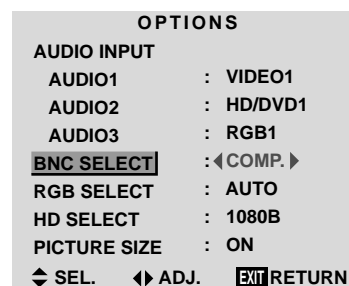 OPTIONS
AUDIO INPUT
AUDIO1 : VIDEO1
AUDIO2 : HD/DVD1
AUDIO3 : RGB1
BNC SELECT : COMP.
RGB SELECT : AUTO
HD SELECT : 1080B
PICTURE SIZE : ON
SEL. ADJ. EXIT RETURN